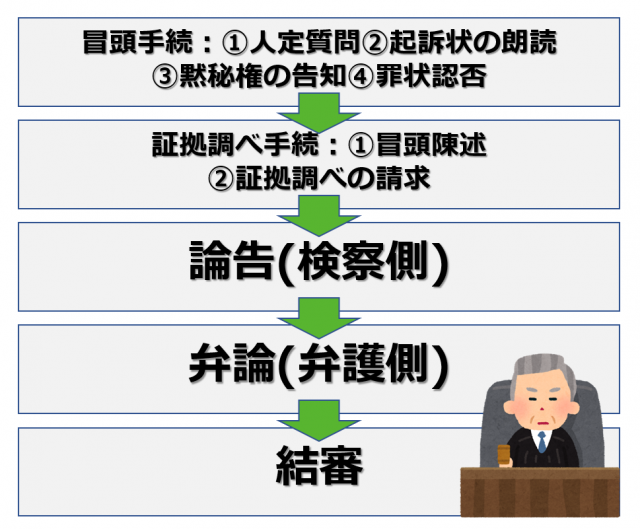 冒頭手続：①人定質問②起訴状の朗読
③黙秘権の告知④罪状認否
証拠調べ手続：①冒頭陳述
②証拠調べの請求
論告(検察側)
弁論(弁護側)
結審